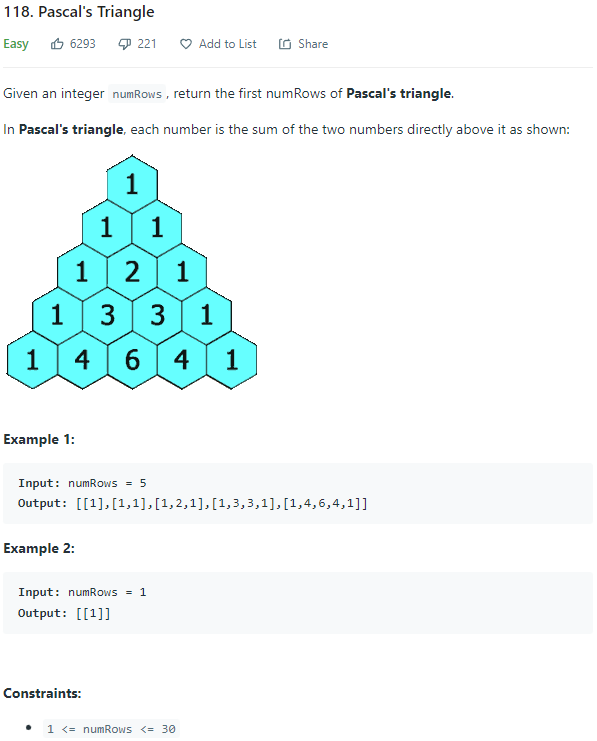 118. Pascal's Triangle
Easy 6293 221 Add to List Share
Given an integer numRows , return the first numRows of Pascal's triangle.
In Pascal's triangle, each number is the sum of the two numbers directly above it as shown:
1
1 1
1 2 1
1 3 3 1
1 4 6 4 1
Example 1:
Input: numRows = 5
Output: [[1],[1,1],[1,2,1],[1,3,3,1],[1,4,6,4,1]]
Example 2:
Input: numRows = 1
Output: [[1]]
Constraints:
• 1 <= numRows <= 30